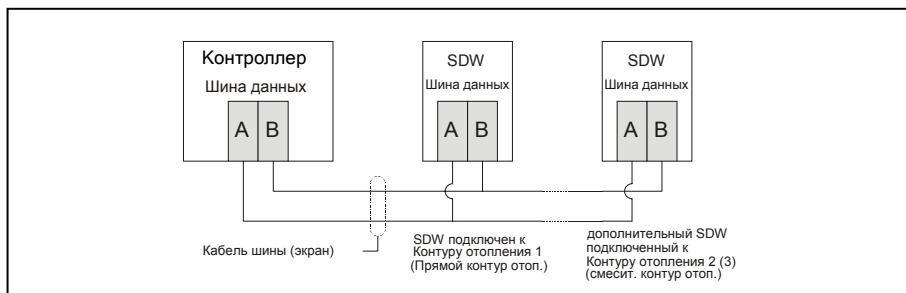 Контроллер
Шина данных
A B
SDW
Шина данных
A B
SDW
Шина данных
A B
Кабель шины (экран)
SDW подключен к
Контуру отопления 1
(Прямой контур отоп.)
дополнительный SDW
подключенный к
Контуру отопления 2 (3)
(смесит. контур отоп.)